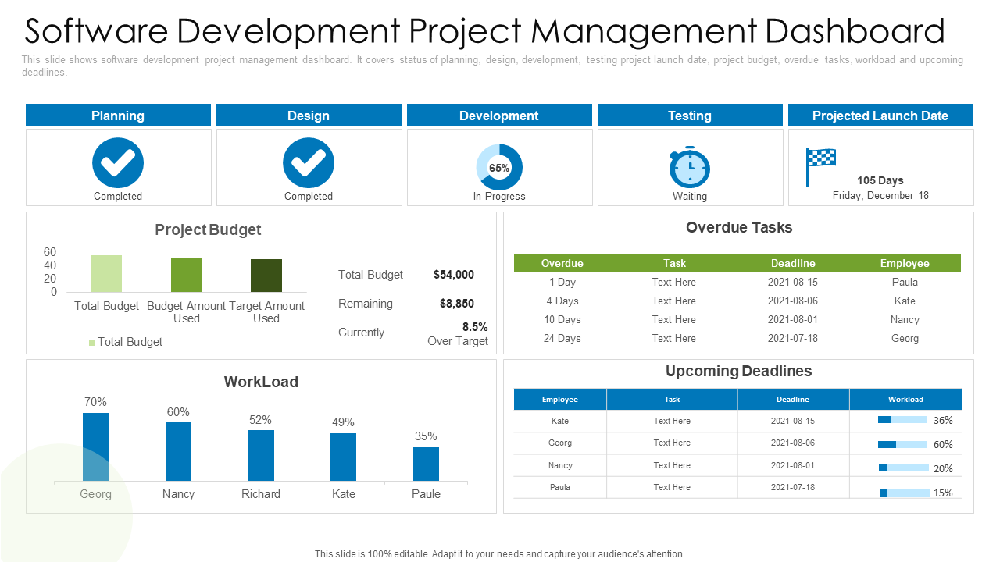 Software Development Project Management Dashboard
This slide shows software development project management dashboard. It covers status of planning, design, development, testing project launch date, project budget, overdue tasks, workload and upcoming
deadlines.
Planning
Design
Development
Testing
Projected Launch Date
65%
Completed
Completed
In Progress
Waiting
105 Days
Friday, December 18
Project Budget
60
40
20
0
Total Budget
Budget Amount
Used
Target Amount
Used
Total Budget
Total Budget $54,000
Remaining $8,850
Currently 8.5%
Over Target
Overdue Tasks
Overdue Task Deadline Employee
1 Day Text Here 2021-08-15 Paula
4 Days Text Here 2021-08-06 Kate
10 Days Text Here 2021-08-01 Nancy
24 Days Text Here 2021-07-18 Georg
WorkLoad
70%
60%
52%
49%
35%
Georg
Nancy
Richard
Kate
Paule
Upcoming Deadlines
Employee Task Deadline Workload
Kate Text Here 2021-08-15 36%
Georg Text Here 2021-08-06 60%
Nancy Text Here 2021-08-01 20%
Paula Text Here 2021-07-18 15%
This slide is 100% editable. Adapt it to your needs and capture your audience's attention.